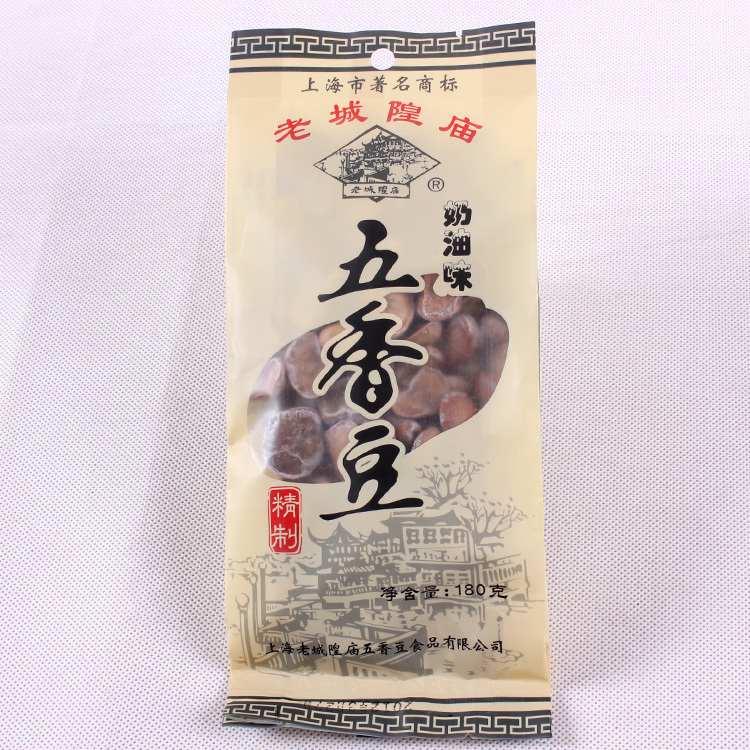 上海市著名商标
老城隍庙
老城隍庙
®
奶油味
五香豆
精制
净含量：180克
上海老城隍庙五香豆食品有限公司